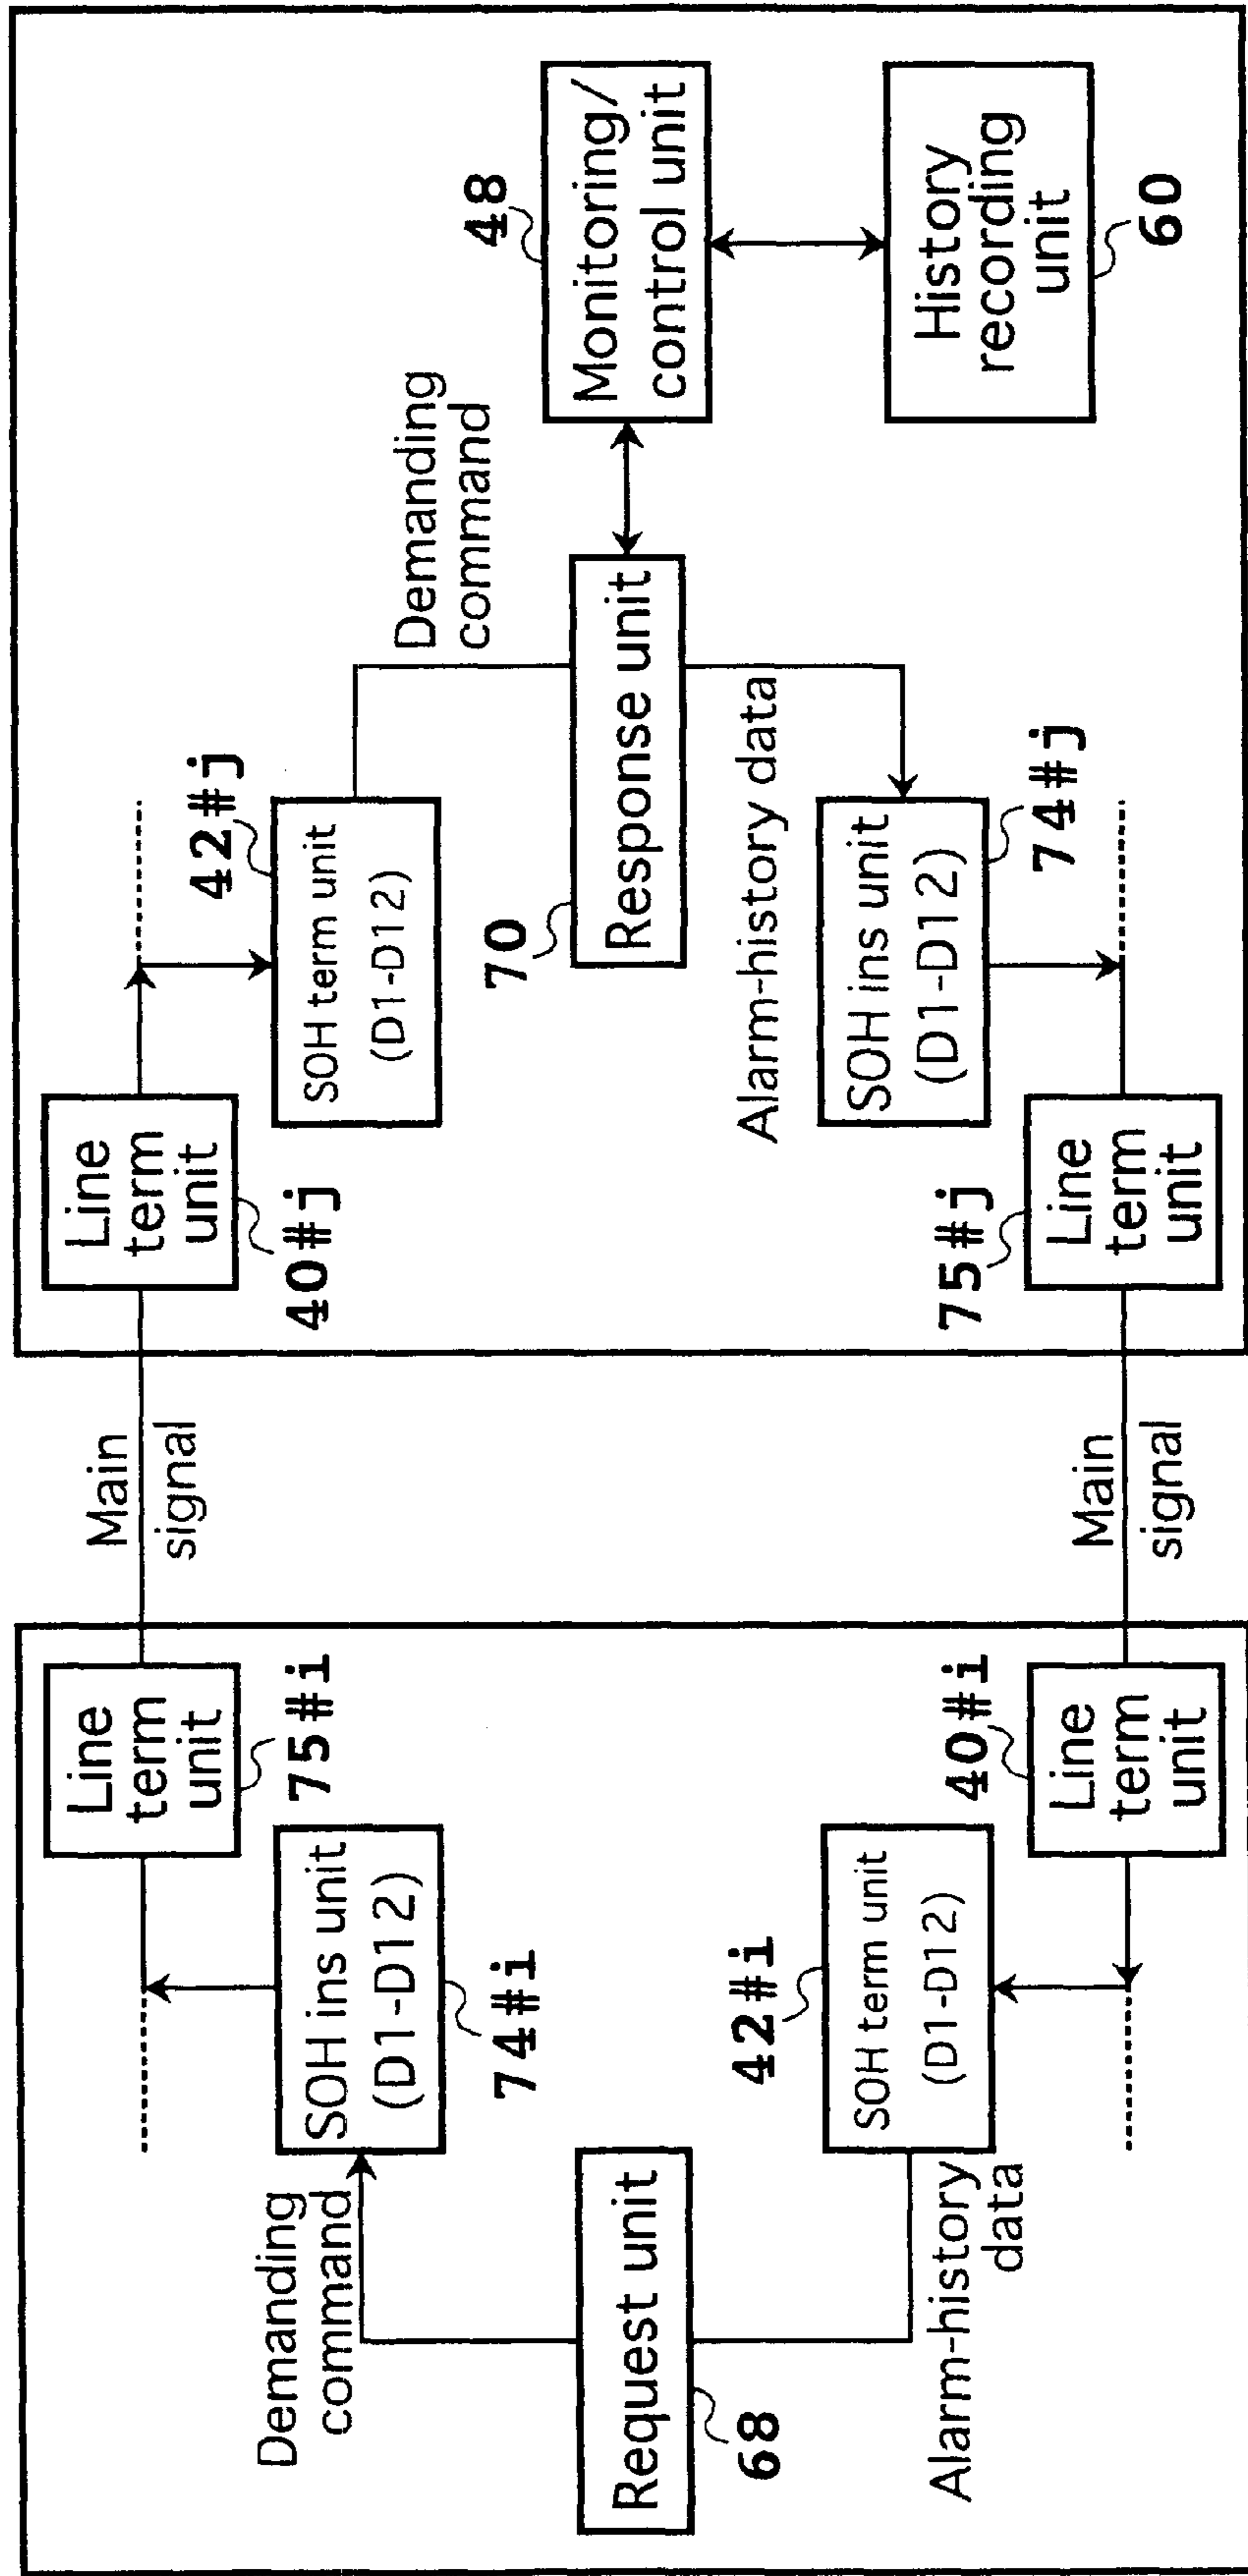 Demanding
command
SOH ins unit
(D1-D12)
74#i
Line
term
unit
75#i
Request unit
68
Alarm-history
data
SOH term unit
(D1-D12)
42#i
Line
term
unit
40#i
Main
signal
Main
signal
Line
term
unit
40#j
SOH term unit
(D1-D12)
42#j
Demanding
command
Response unit
70
Monitoring/
control unit
48
History
recording
unit
60
Alarm-history data
SOH ins unit
(D1-D12)
74#j
Line
term
unit
75#j